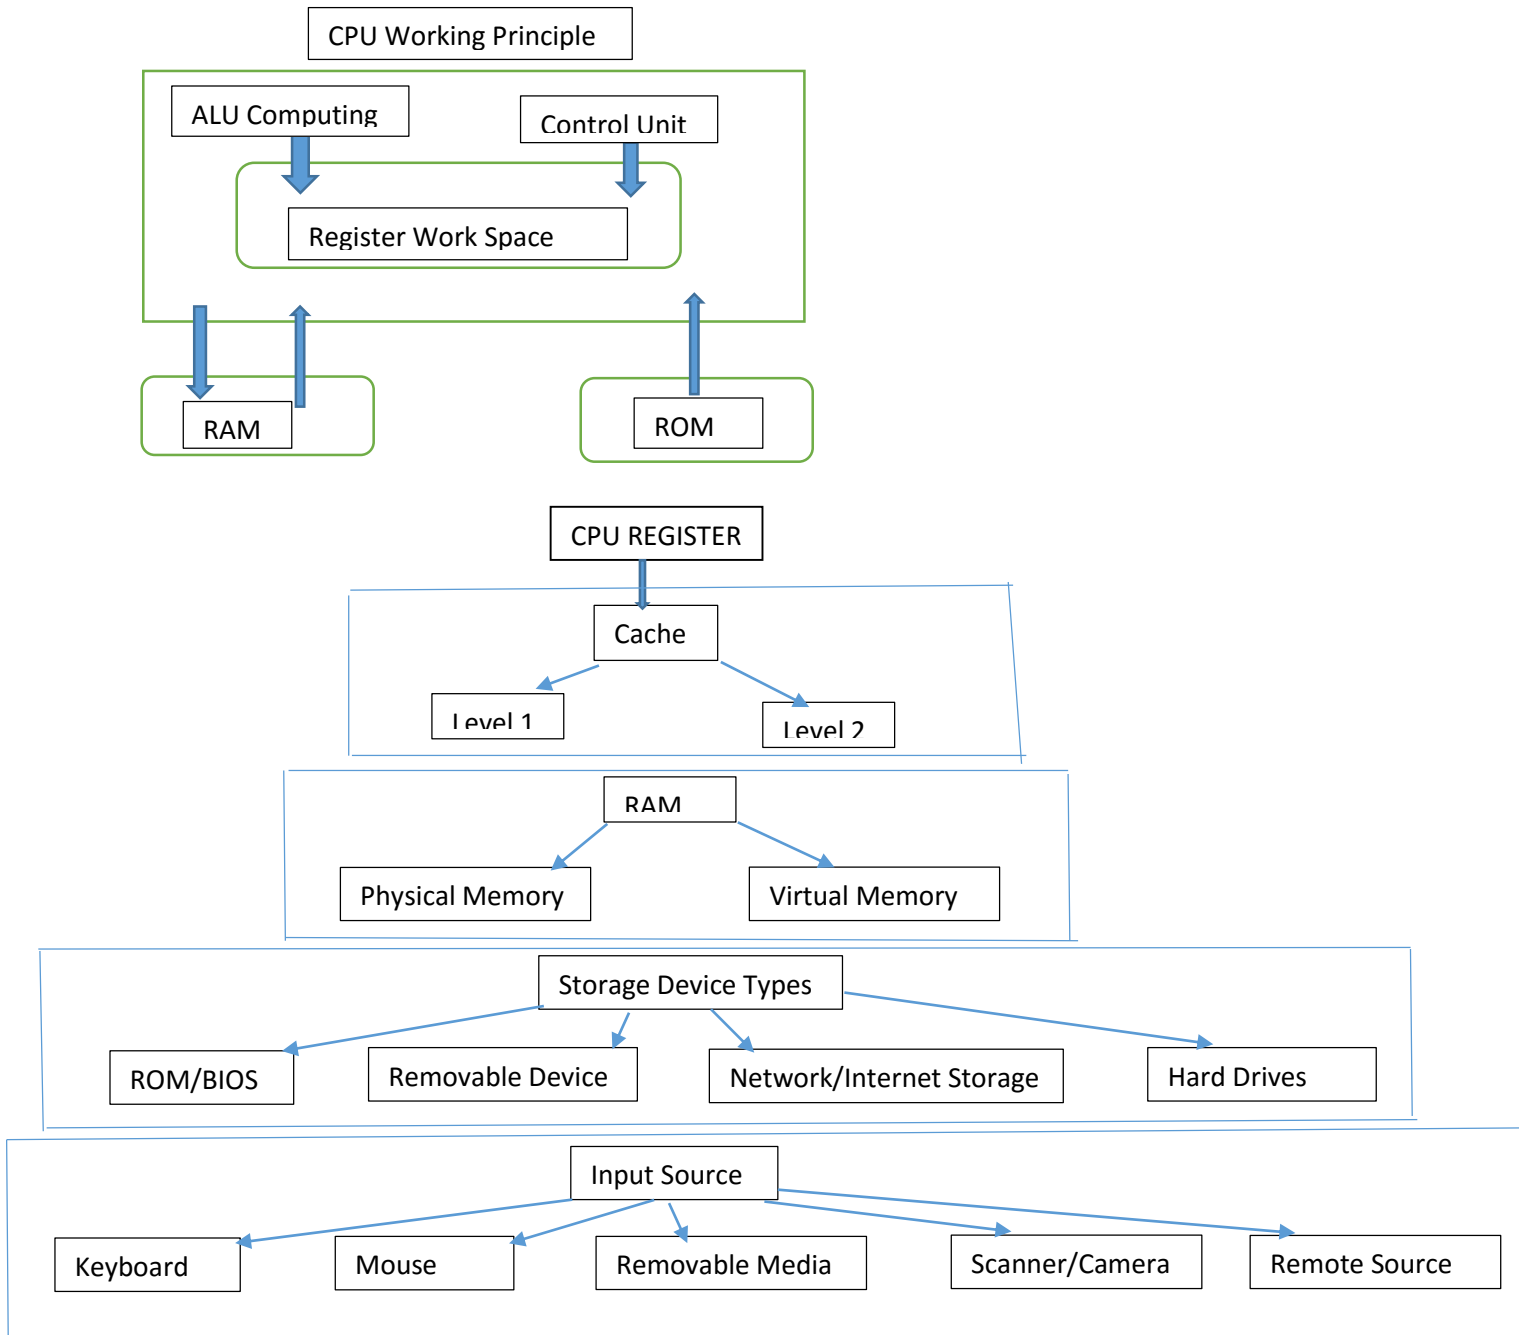 CPU Working Principle
ALU Computing
Control Unit
Register Work Space
RAM
ROM
CPU REGISTER
Cache
Level 1
Level 2
RAM
Physical Memory
Virtual Memory
Storage Device Types
ROM/BIOS
Removable Device
Network/Internet Storage
Hard Drives
Input Source
Keyboard
Mouse
Removable Media
Scanner/Camera
Remote Source